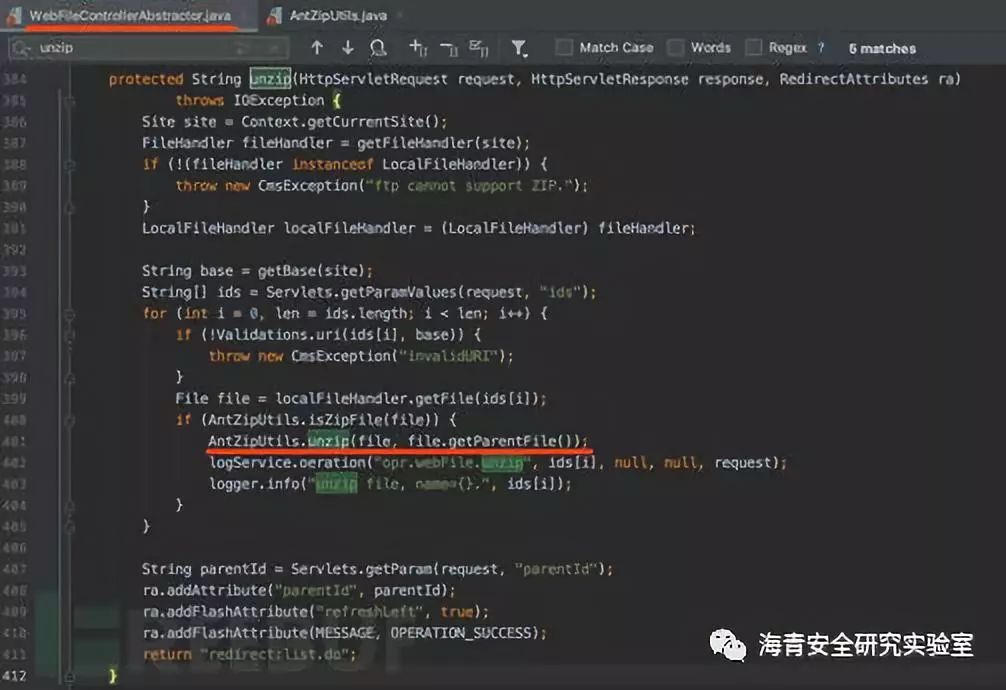 WebFileControllerAbstractor.java AntZipUtils.java
unzip Match Case Words Regex ? 6 matches
384 protected String unzip(HttpServletRequest request, HttpServletResponse response, RedirectAttributes ra)
385 throws IOException {
386 Site site = Context.getCurrentSite();
387 FileHandler fileHandler = getFileHandler(site);
388 if (!(fileHandler instanceof LocalFileHandler)) {
389 throw new CmsException("ftp cannot support ZIP.");
390 }
391 LocalFileHandler localFileHandler = (LocalFileHandler) fileHandler;
392
393 String base = getBase(site);
394 String[] ids = Servlets.getParamValues(request, "ids");
395 for (int i = 0, len = ids.length; i < len; i++) {
396 if (!Validations.uri(ids[i], base)) {
397 throw new CmsException("invalidURI");
398 }
399 File file = localFileHandler.getFile(ids[i]);
400 if (AntZipUtils.isZipFile(file)) {
401 AntZipUtils.unzip(file, file.getParentFile());
402 logService.oeration("opr.webFile.unzip", ids[i], null, null, request);
403 logger.info("unzip file, name={}.", ids[i]);
404 }
405 }
406
407 String parentId = Servlets.getParam(request, "parentId");
408 ra.addAttribute("parentId", parentId);
409 ra.addFlashAttribute("refreshLeft", true);
410 ra.addFlashAttribute(MESSAGE, OPERATION_SUCCESS);
411 return "redirect:list.do";
412 }
海青安全研究实验室